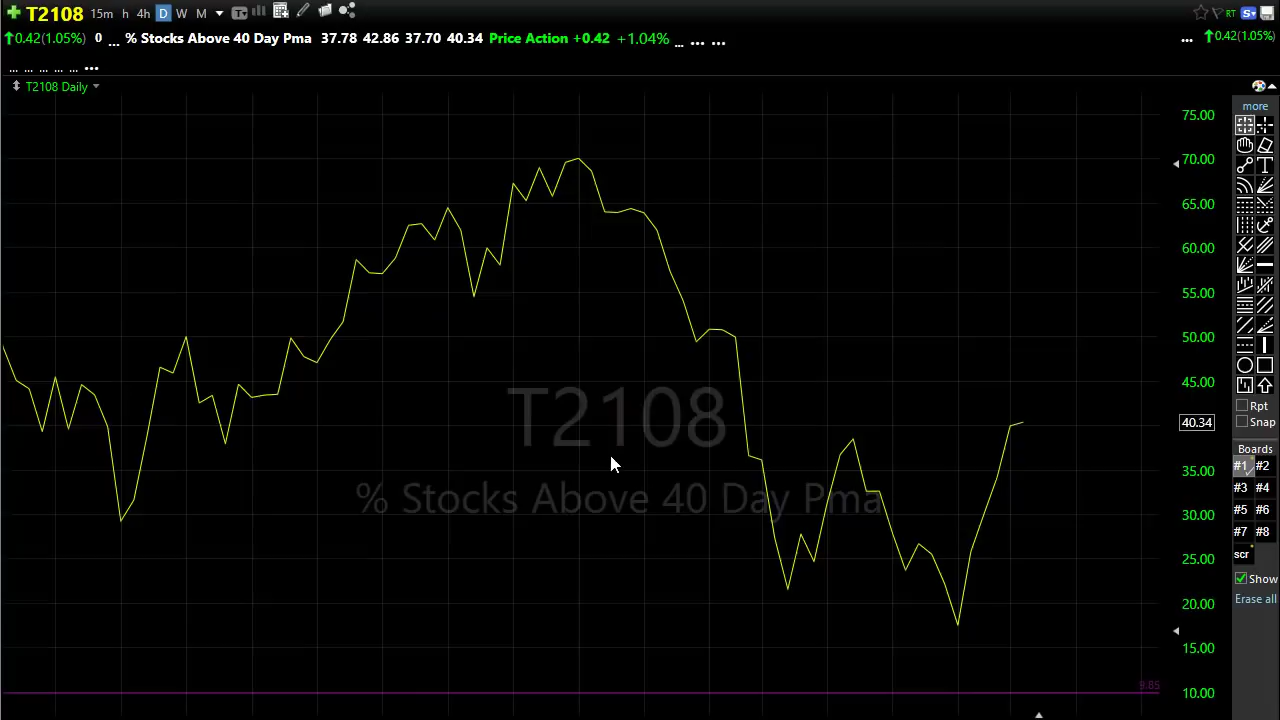 T2108 15m h 4h D W M
RT S
0.42(1.05%) 0 ... % Stocks Above 40 Day Pma 37.78 42.86 37.70 40.34 Price Action +0.42 +1.04% ... ... ... ... 0.42(1.05%)
... ... ... ... ... ...
T2108 Daily
more
75.00
70.00
65.00
60.00
55.00
50.00
45.00
40.34
35.00
30.00
25.00
20.00
15.00
10.00
9.85
T2108
% Stocks Above 40 Day Pma
T
Rpt
Snap
Boards
#1 #2
#3 #4
#5 #6
#7 #8
scr
Show
Erase all